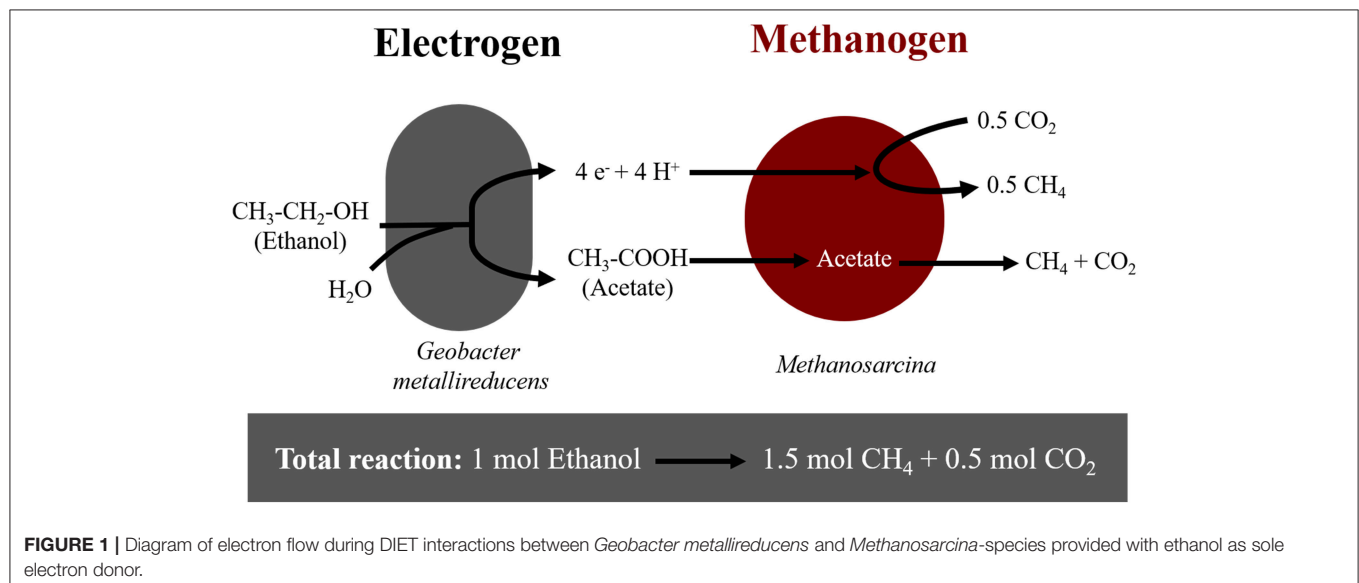 Electrogen
Methanogen
0.5 CO₂
4 e⁻ + 4 H⁺
0.5 CH₄
CH₃-CH₂-OH
(Ethanol)
H₂O
CH₃-COOH
(Acetate)
Acetate
CH₄ + CO₂
Geobacter
metallireducens
Methanosarcina
Total reaction: 1 mol Ethanol 1.5 mol CH₄ + 0.5 mol CO₂
FIGURE 1 | Diagram of electron flow during DIET interactions between Geobacter metallireducens and Methanosarcina-species provided with ethanol as sole
electron donor.